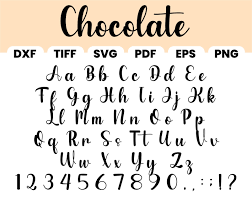 Chocolate
DXF TIFF SVG PDF EPS PNG
Aa Bb Cc Dd Ee
Ff Gg Hh Ii Jj Kk
Ll Mm Nn Oo Pp
Qq Rr Ss Tt Uu Vv
Ww Xx Yy Zz
1234567890.,:;!?